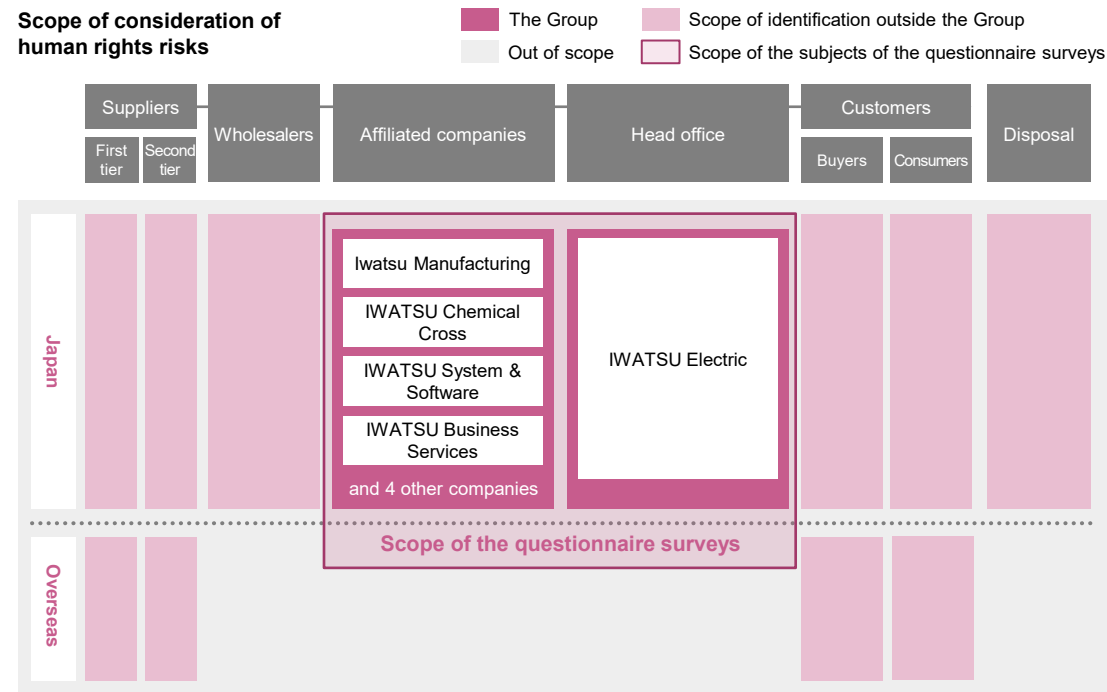 Scope of consideration of
human rights risks
The Group
Scope of identification outside the Group
Out of scope
Scope of the subjects of the questionnaire surveys
Suppliers
First
tier
Second
tier
Wholesalers
Affiliated companies
Head office
Customers
Buyers
Consumers
Disposal
Japan
Iwatsu Manufacturing
IWATSU Chemical
Cross
IWATSU System &
Software
IWATSU Business
Services
and 4 other companies
IWATSU Electric
Scope of the questionnaire surveys
Overseas